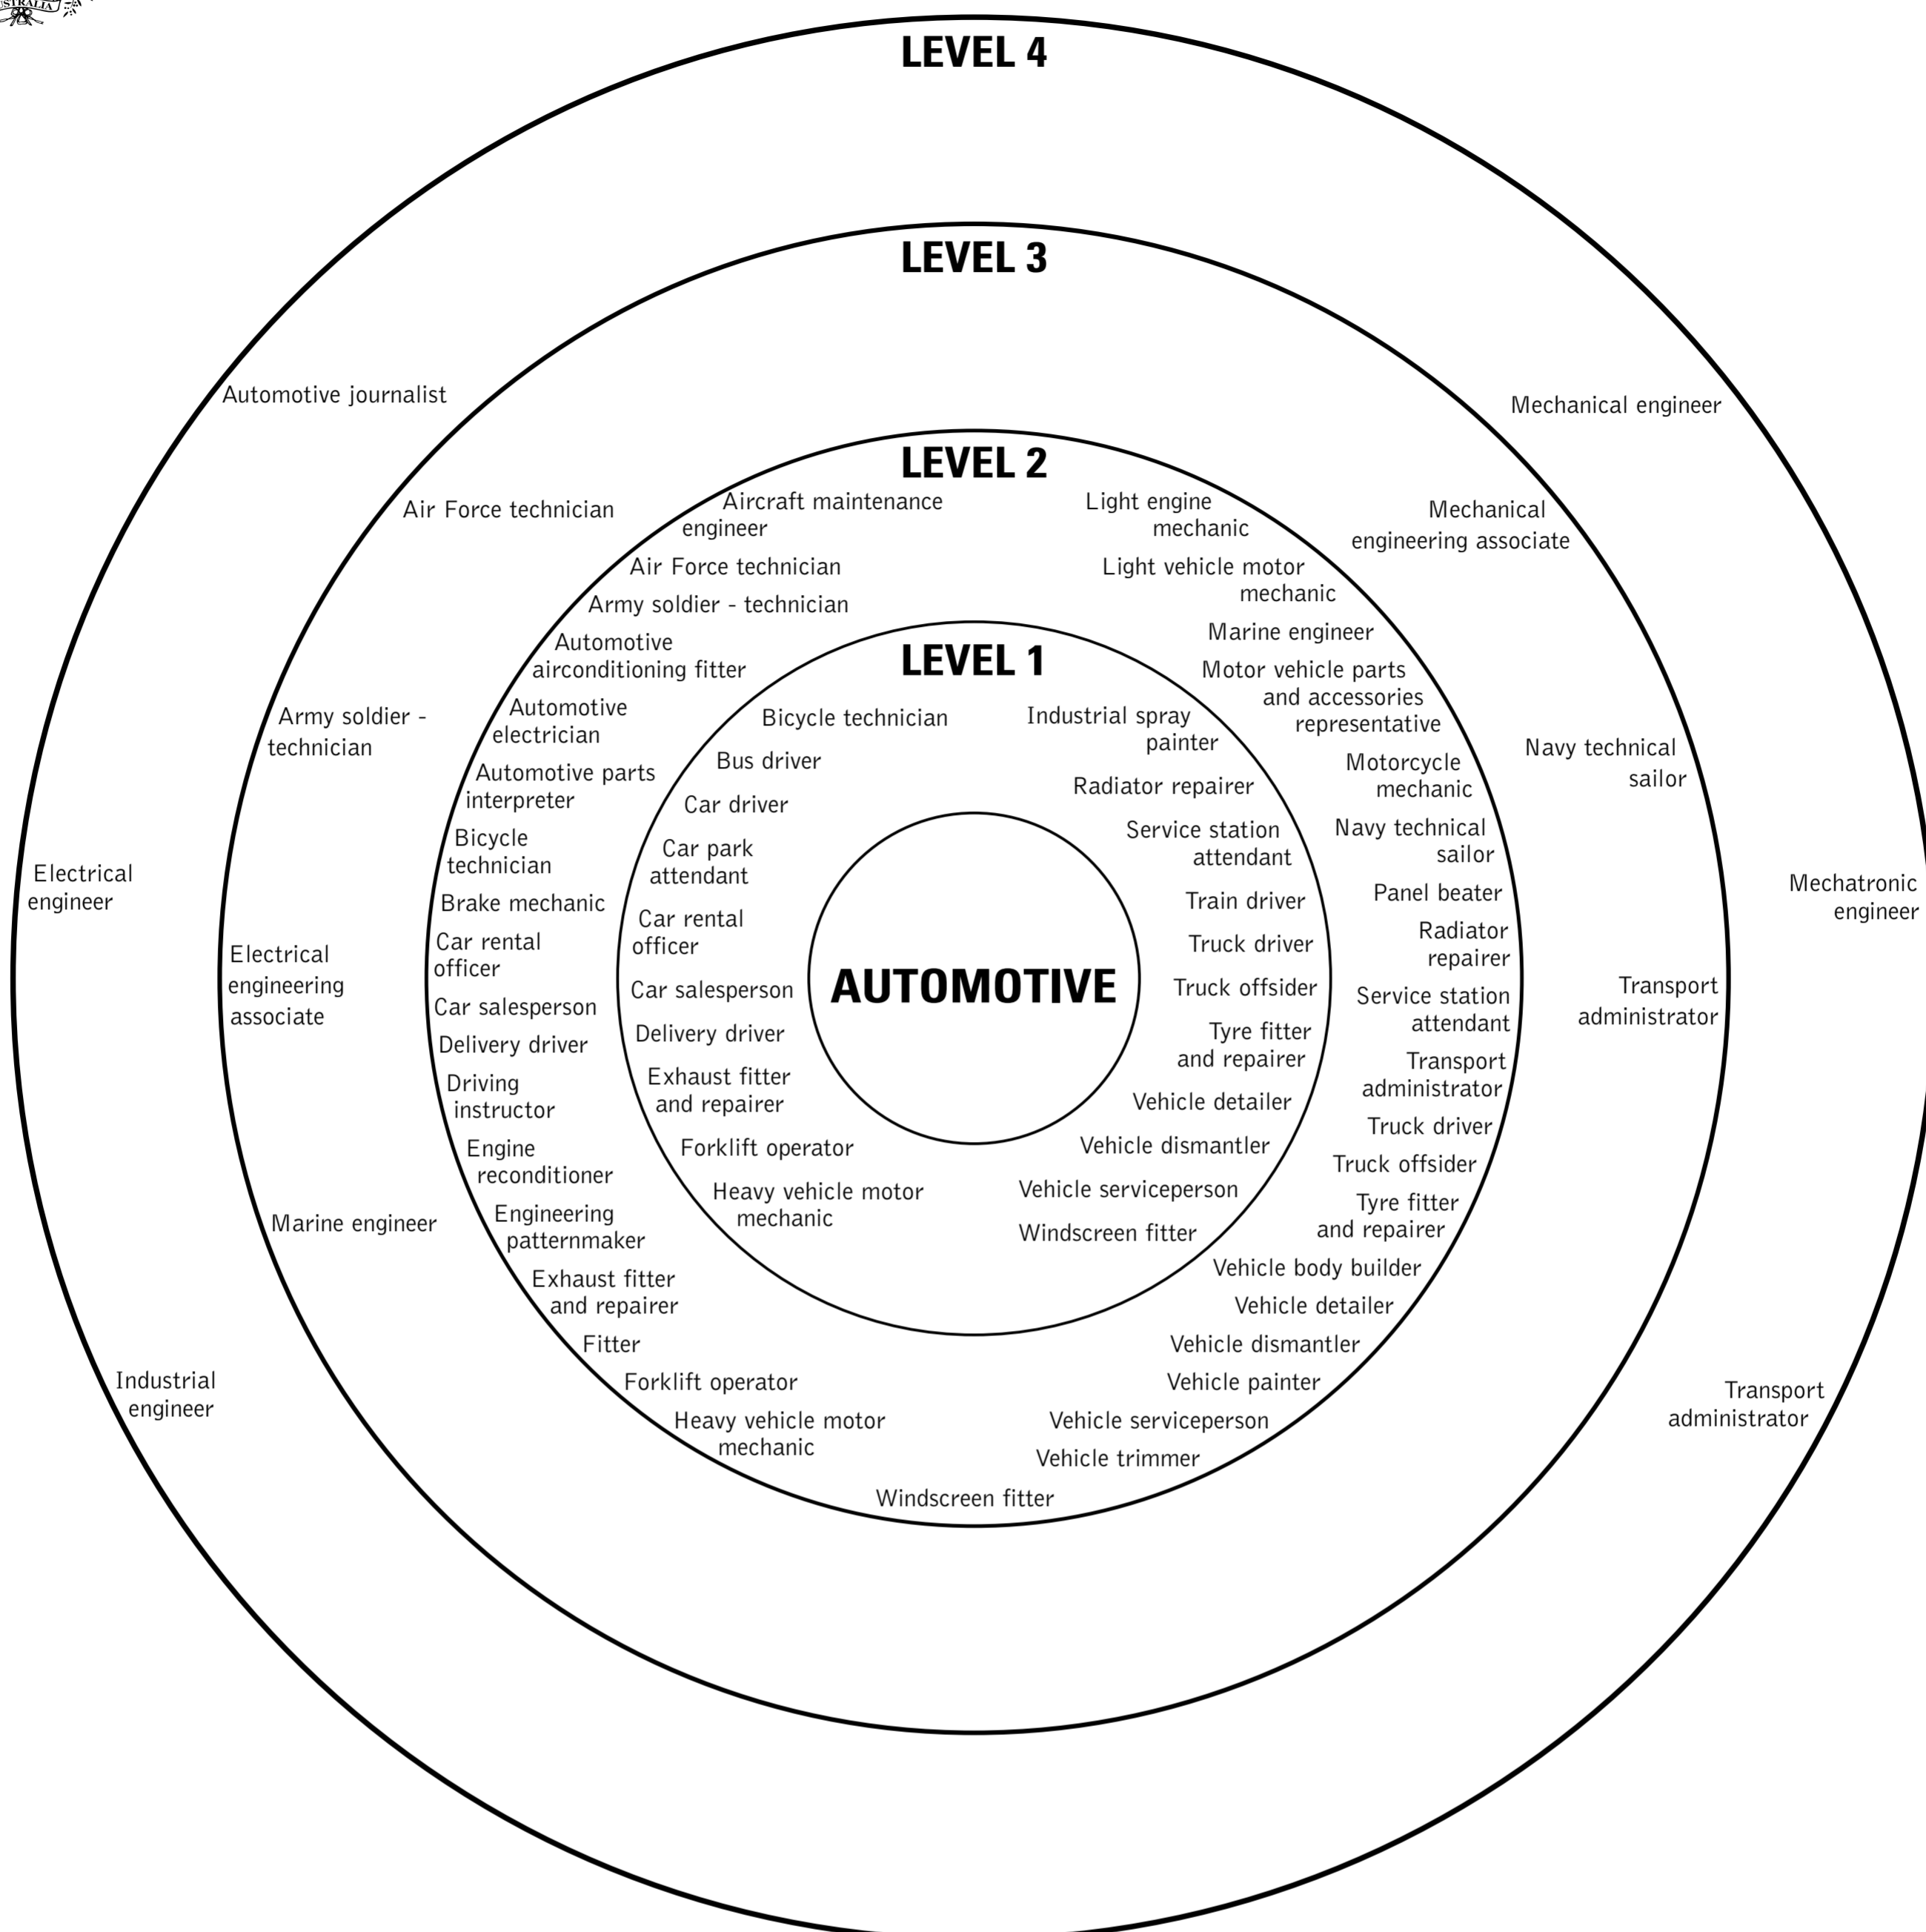 AUSTRALIA
LEVEL 4
Automotive journalist
Electrical
engineer
Industrial
engineer
Mechanical engineer
Mechatronic
engineer
Transport
administrator
LEVEL 3
Air Force technician
Army soldier -
technician
Electrical
engineering
associate
Marine engineer
Mechanical
engineering associate
Navy technical
sailor
Transport
administrator
LEVEL 2
Aircraft maintenance
engineer
Air Force technician
Army soldier - technician
Automotive
airconditioning fitter
Automotive
electrician
Automotive parts
interpreter
Bicycle
technician
Brake mechanic
Car rental
officer
Car salesperson
Delivery driver
Driving
instructor
Engine
reconditioner
Engineering
patternmaker
Exhaust fitter
and repairer
Fitter
Forklift operator
Heavy vehicle motor
mechanic
Light engine
mechanic
Light vehicle motor
mechanic
Marine engineer
Motor vehicle parts
and accessories
representative
Motorcycle
mechanic
Navy technical
sailor
Panel beater
Radiator
repairer
Service station
attendant
Transport
administrator
Truck driver
Truck offsider
Tyre fitter
and repairer
Vehicle body builder
Vehicle detailer
Vehicle dismantler
Vehicle painter
Vehicle serviceperson
Vehicle trimmer
Windscreen fitter
LEVEL 1
Bicycle technician
Bus driver
Car driver
Car park
attendant
Car rental
officer
Car salesperson
Delivery driver
Exhaust fitter
and repairer
Forklift operator
Heavy vehicle motor
mechanic
Industrial spray
painter
Radiator repairer
Service station
attendant
Train driver
Truck driver
Truck offsider
Tyre fitter
and repairer
Vehicle detailer
Vehicle dismantler
Vehicle serviceperson
Windscreen fitter
AUTOMOTIVE